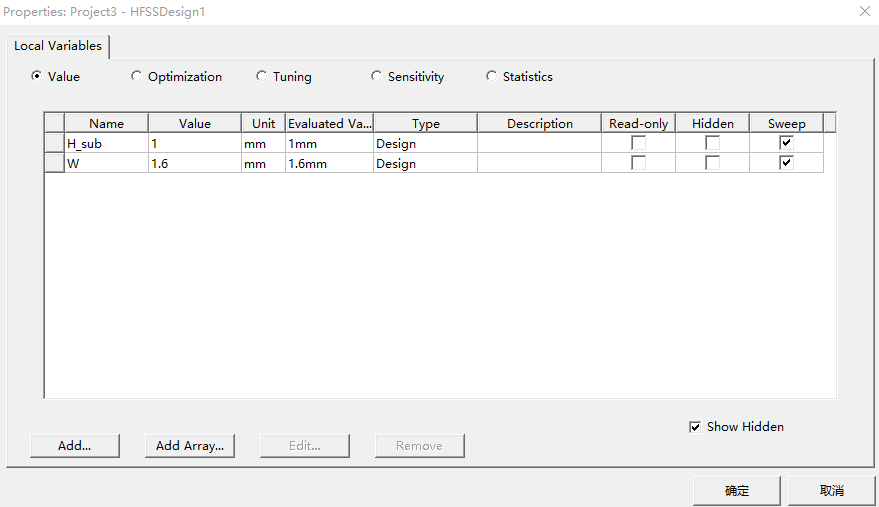 Properties: Project3 - HFSSDesign1
Local Variables
Value Optimization Tuning Sensitivity Statistics
Name Value Unit Evaluated Va... Type Description Read-only Hidden Sweep
H_sub 1 mm 1mm Design
W 1.6 mm 1.6mm Design
Show Hidden
Add... Add Array... Edit... Remove
确定 取消